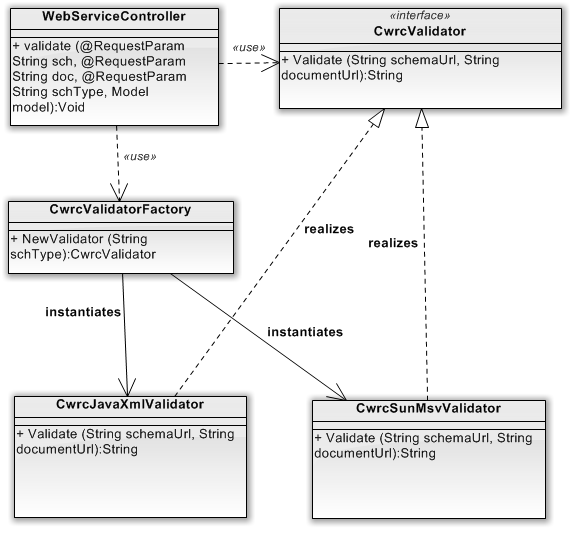 WebServiceController
+ validate (@RequestParam
String sch, @RequestParam
String doc, @RequestParam
String schType, Model
model):Void
«use»
«interface»
CwrcValidator
+ Validate (String schemaUrl, String
documentUrl):String
«use»
CwrcValidatorFactory
+ NewValidator (String
schType):CwrcValidator
realizes
realizes
instantiates
instantiates
CwrcJavaXmlValidator
+ Validate (String schemaUrl, String
documentUrl):String
CwrcSunMsvValidator
+ Validate (String schemaUrl, String
documentUrl):String